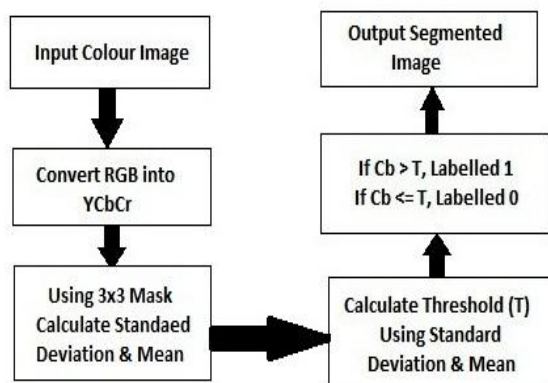 Input Colour Image
Convert RGB into
YCbCr
Using 3x3 Mask
Calculate Standaed
Deviation & Mean
Calculate Threshold (T)
Using Standard
Deviation & Mean
If Cb > T, Labelled 1
If Cb <= T, Labelled 0
Output Segmented
Image